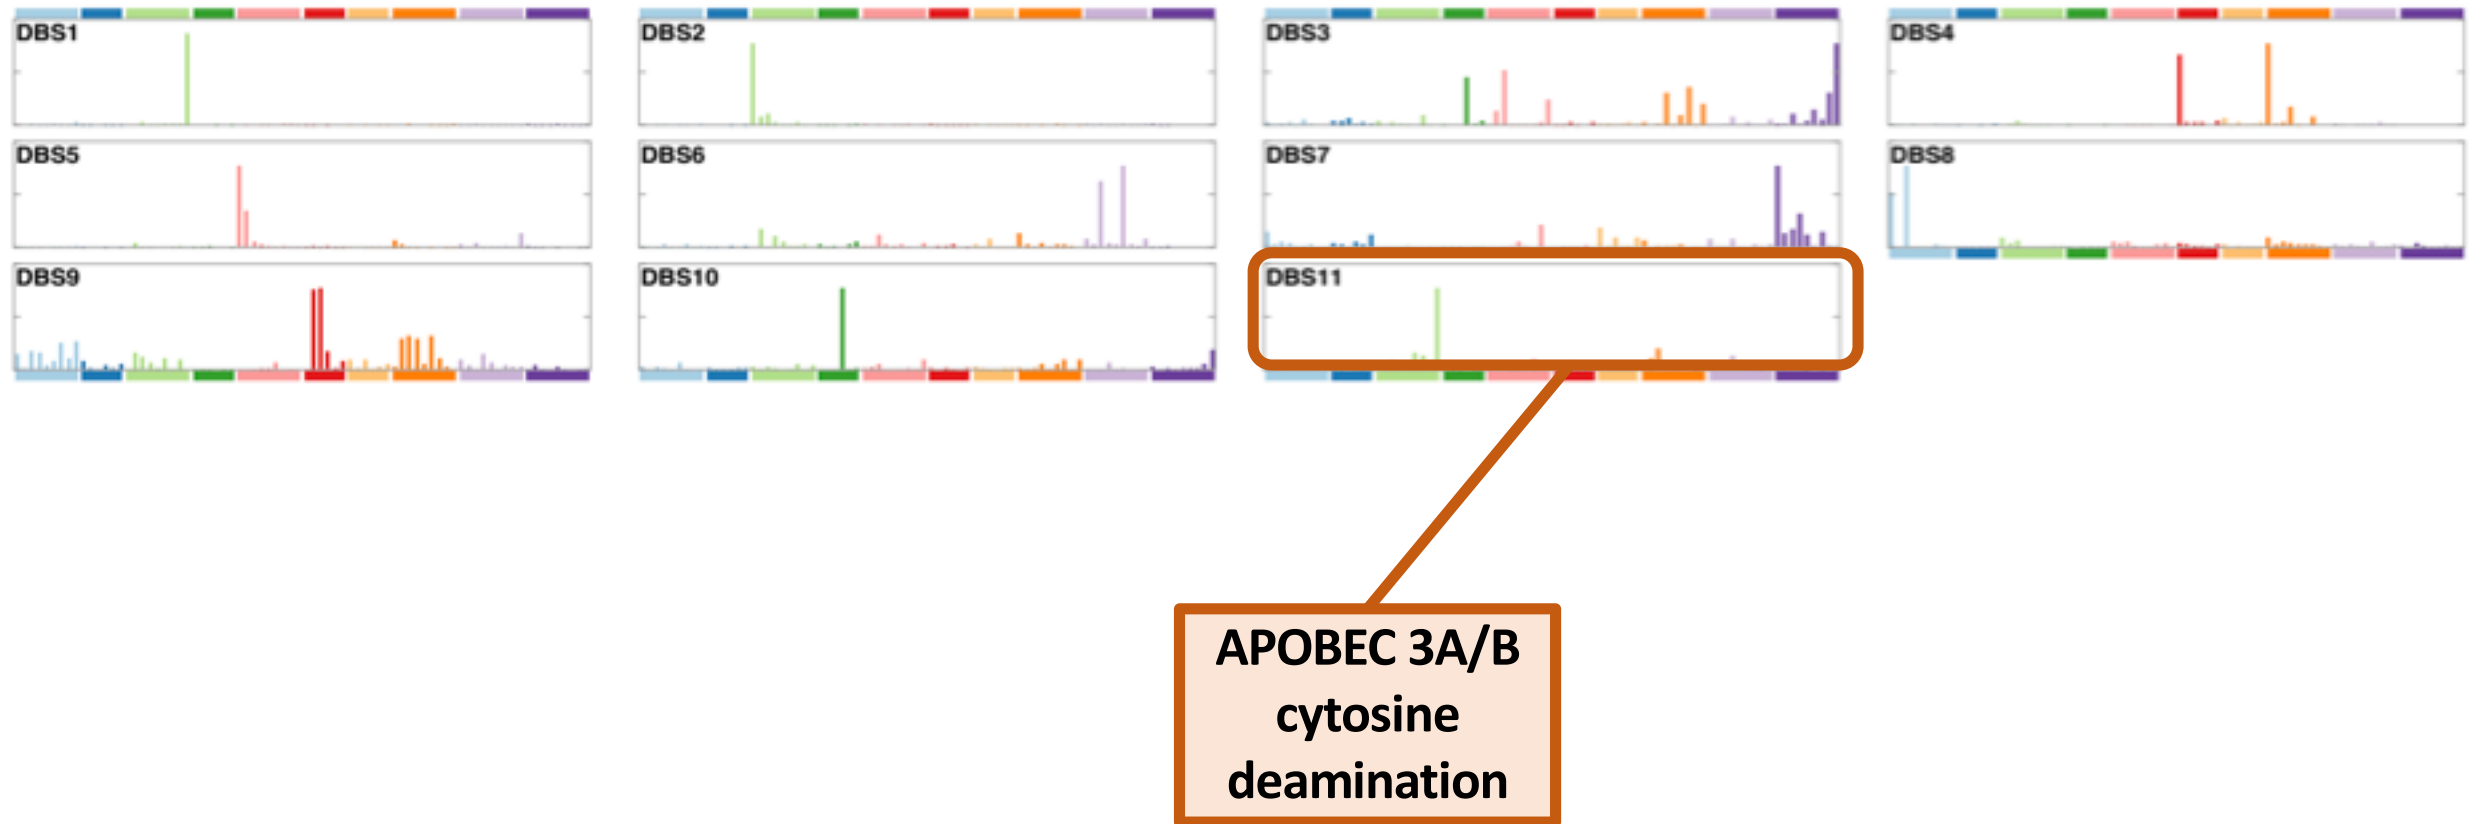 DBS1
DBS2
DBS3
DBS4
DBS5
DBS6
DBS7
DBS8
DBS9
DBS10
DBS11
APOBEC 3A/B
cytosine
deamination